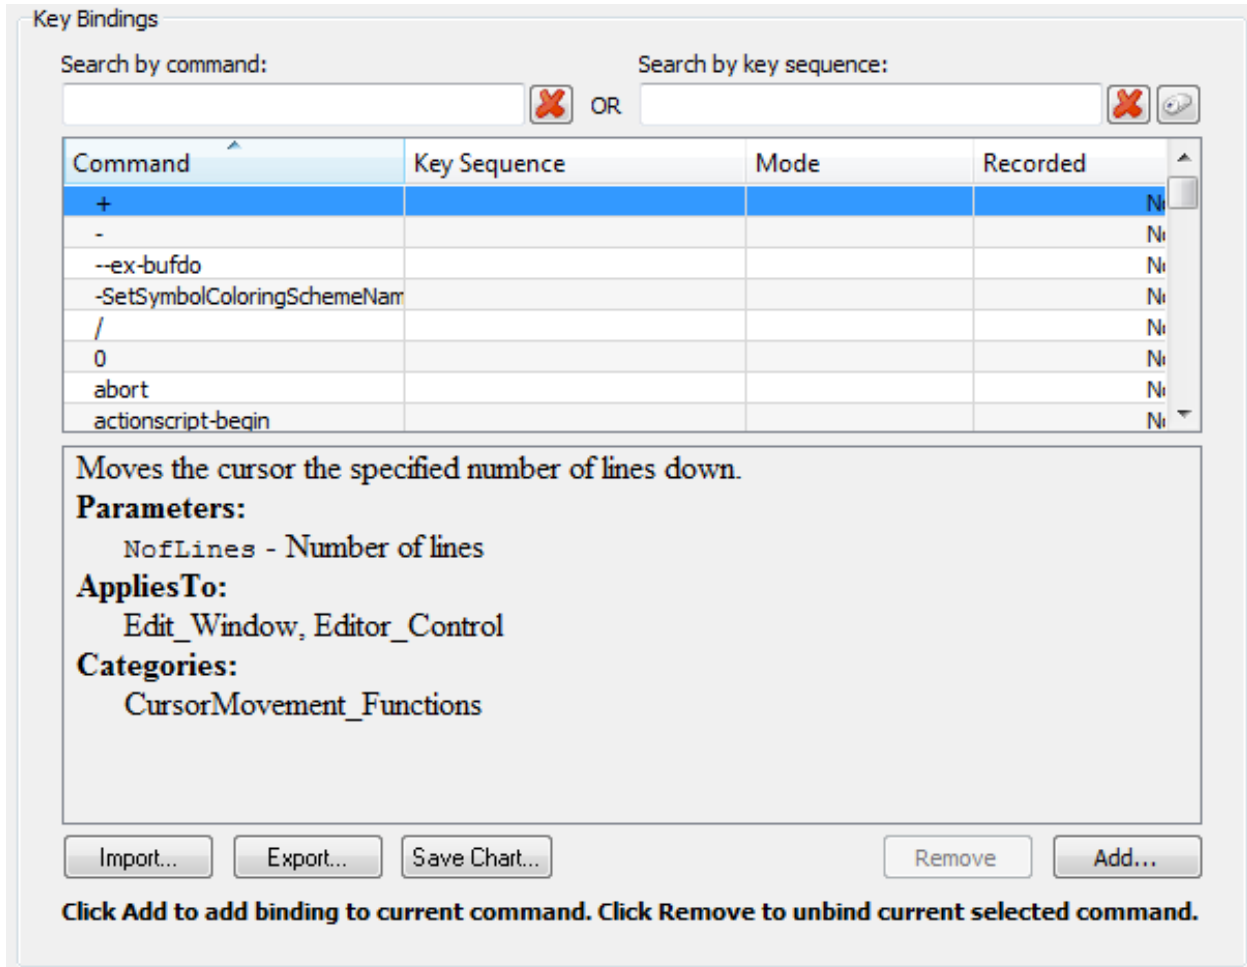 Key Bindings
Search by command:
Search by key sequence:
OR
Command Key Sequence Mode Recorded
+
-
--ex-bufdo
-SetSymbolColoringSchemeNam
/
0
abort
actionscript-begin
Moves the cursor the specified number of lines down.
Parameters:
NofLines - Number of lines
AppliesTo:
Edit_Window, Editor_Control
Categories:
CursorMovement_Functions
Import... Export... Save Chart... Remove Add...
Click Add to add binding to current command. Click Remove to unbind current selected command.